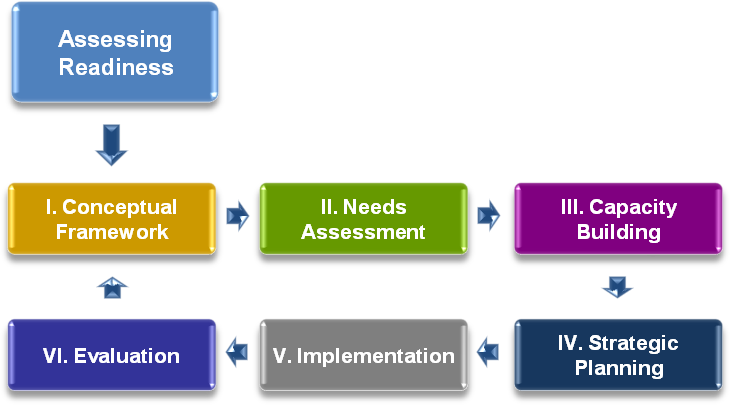 Assessing
Readiness
I. Conceptual
Framework
II. Needs
Assessment
III. Capacity
Building
VI. Evaluation
V. Implementation
IV. Strategic
Planning